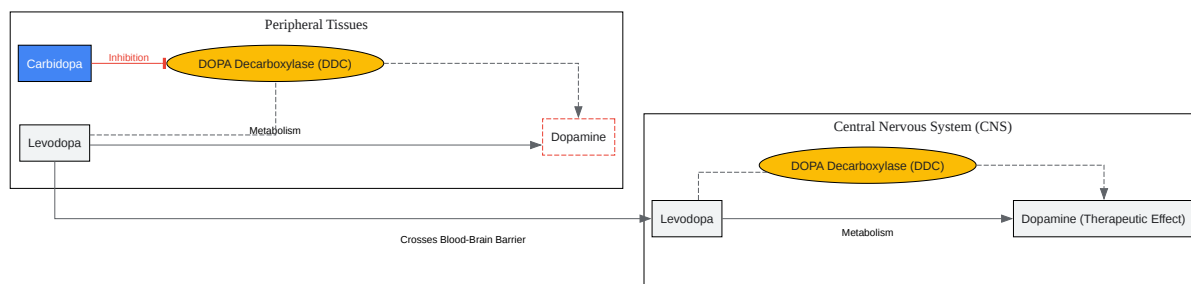 Peripheral Tissues
Carbidopa
Inhibition
DOPA Decarboxylase (DDC)
Levodopa
Metabolism
Dopamine
Central Nervous System (CNS)
DOPA Decarboxylase (DDC)
Levodopa
Metabolism
Dopamine (Therapeutic Effect)
Crosses Blood-Brain Barrier